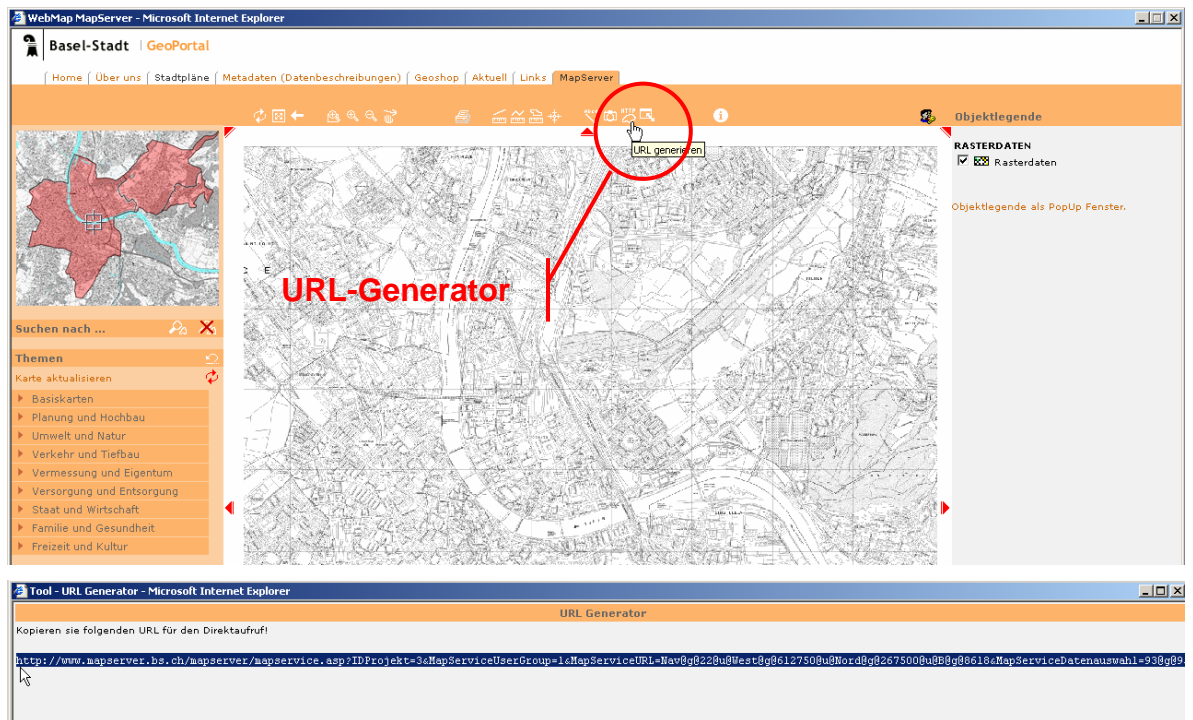 WebMap MapServer - Microsoft Internet Explorer
Basel-Stadt | GeoPortal
Home Über uns Stadtpläne Metadaten (Datenbeschreibungen) Geoshop Aktuell Links MapServer
HTTP
URL generieren
Objektlegende
RASTERDATEN
Rasterdaten
Objektlegende als PopUp Fenster.
URL-Generator
Suchen nach ...
Themen
Karte aktualisieren
Basiskarten
Planung und Hochbau
Umwelt und Natur
Verkehr und Tiefbau
Vermessung und Eigentum
Versorgung und Entsorgung
Staat und Wirtschaft
Familie und Gesundheit
Freizeit und Kultur
Tool - URL Generator - Microsoft Internet Explorer
URL Generator
Kopieren sie folgenden URL für den Direktaufruf!
http://www.mapserver.bs.ch/mapserver/mapservice.asp?IDProjekt=3&MapServiceUserGroup=1&MapServiceURL=Nav@g@22@u@West@g@612750@u@Nord@g@267500@u@B@g@8618&MapServiceDatenauswahl=93@g@9